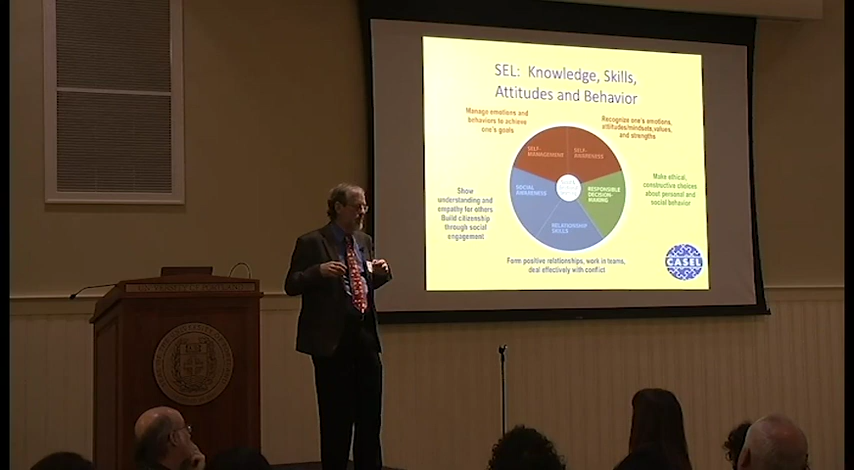 SEL: Knowledge, Skills,
Attitudes and Behavior
Manage emotions and
behaviors to achieve
one's goals
Recognize one's emotions,
attitudes/mindsets, values,
and strengths
SELF-
MANAGEMENT
SELF-
AWARENESS
SOCIAL
AWARENESS
RESPONSIBLE
DECISION-
MAKING
RELATIONSHIP
SKILLS
Show
understanding and
empathy for others
Build citizenship
through social
engagement
Make ethical,
constructive choices
about personal and
social behavior
Form positive relationships, work in teams,
deal effectively with conflict
CASEL
UNIVERSITY OF